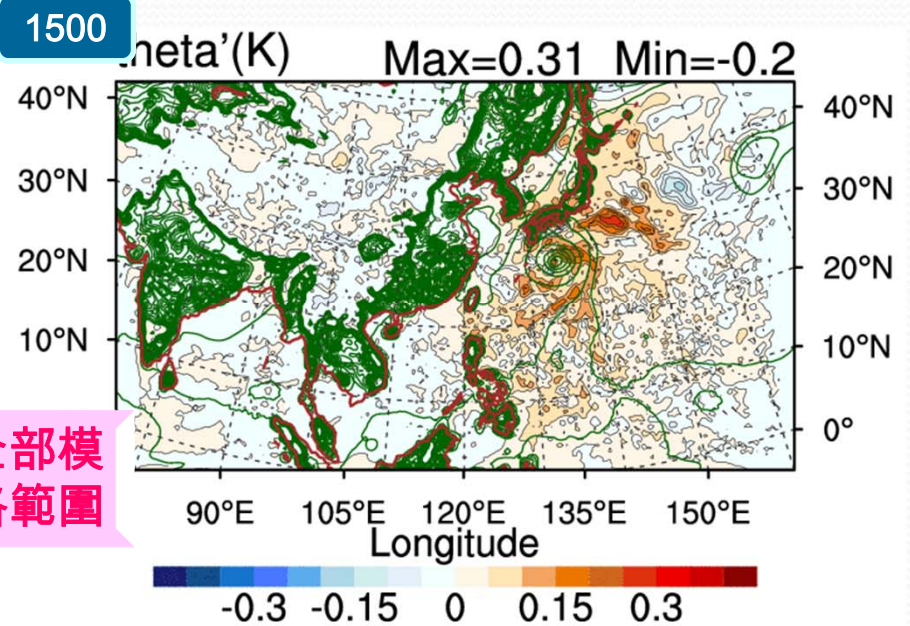 1500
heta’(K) Max=0.31 Min=-0.2
40°N 40°N
30°N 30°N
20°N 20°N
10°N 10°N
0°
部模
範圍
90°E 105°E 120°E 135°E 150°E
Longitude
-0.3 -0.15 0 0.15 0.3